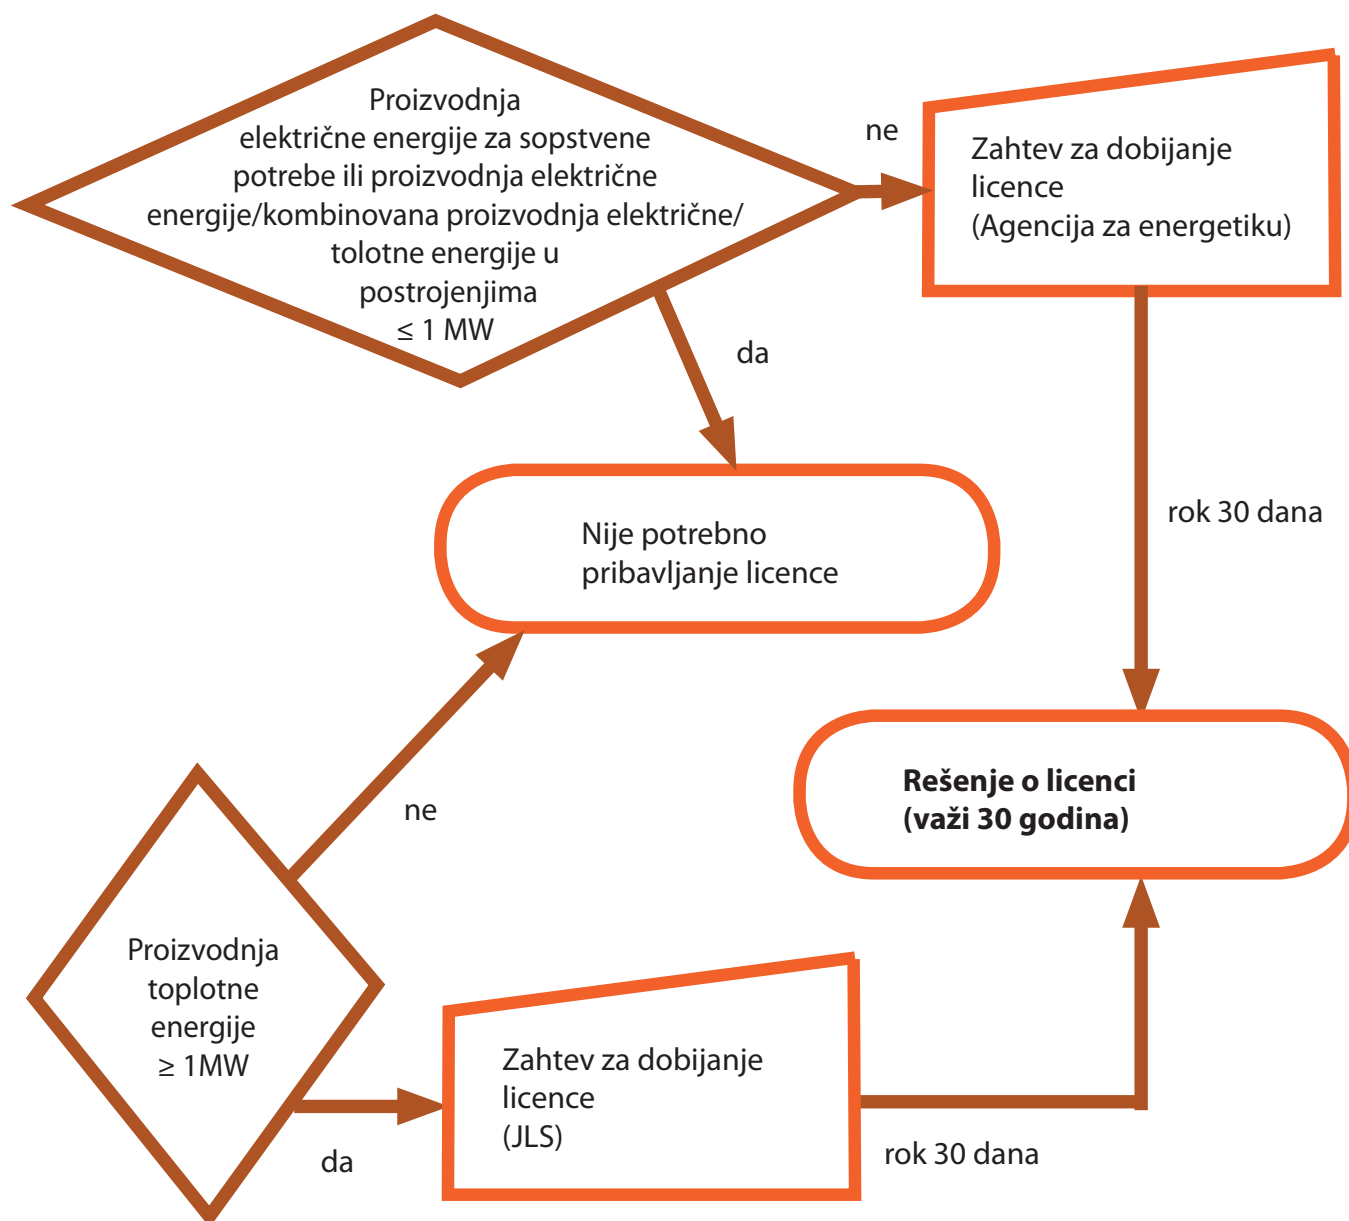 Proizvodnja
električne energije za sopstvene
potrebe ili proizvodnja električne
energije/kombinovana proizvodnja električne/
tolotne energije u
postrojenjima
≤ 1 MW
ne
Zahtev za dobijanje
licence
(Agencija za energetiku)
da
Nije potrebno
pribavljanje licence
rok 30 dana
Rešenje o licenci
(važi 30 godina)
ne
Proizvodnja
toplotne
energije
≥ 1MW
da
Zahtev za dobijanje
licence
(JLS)
rok 30 dana